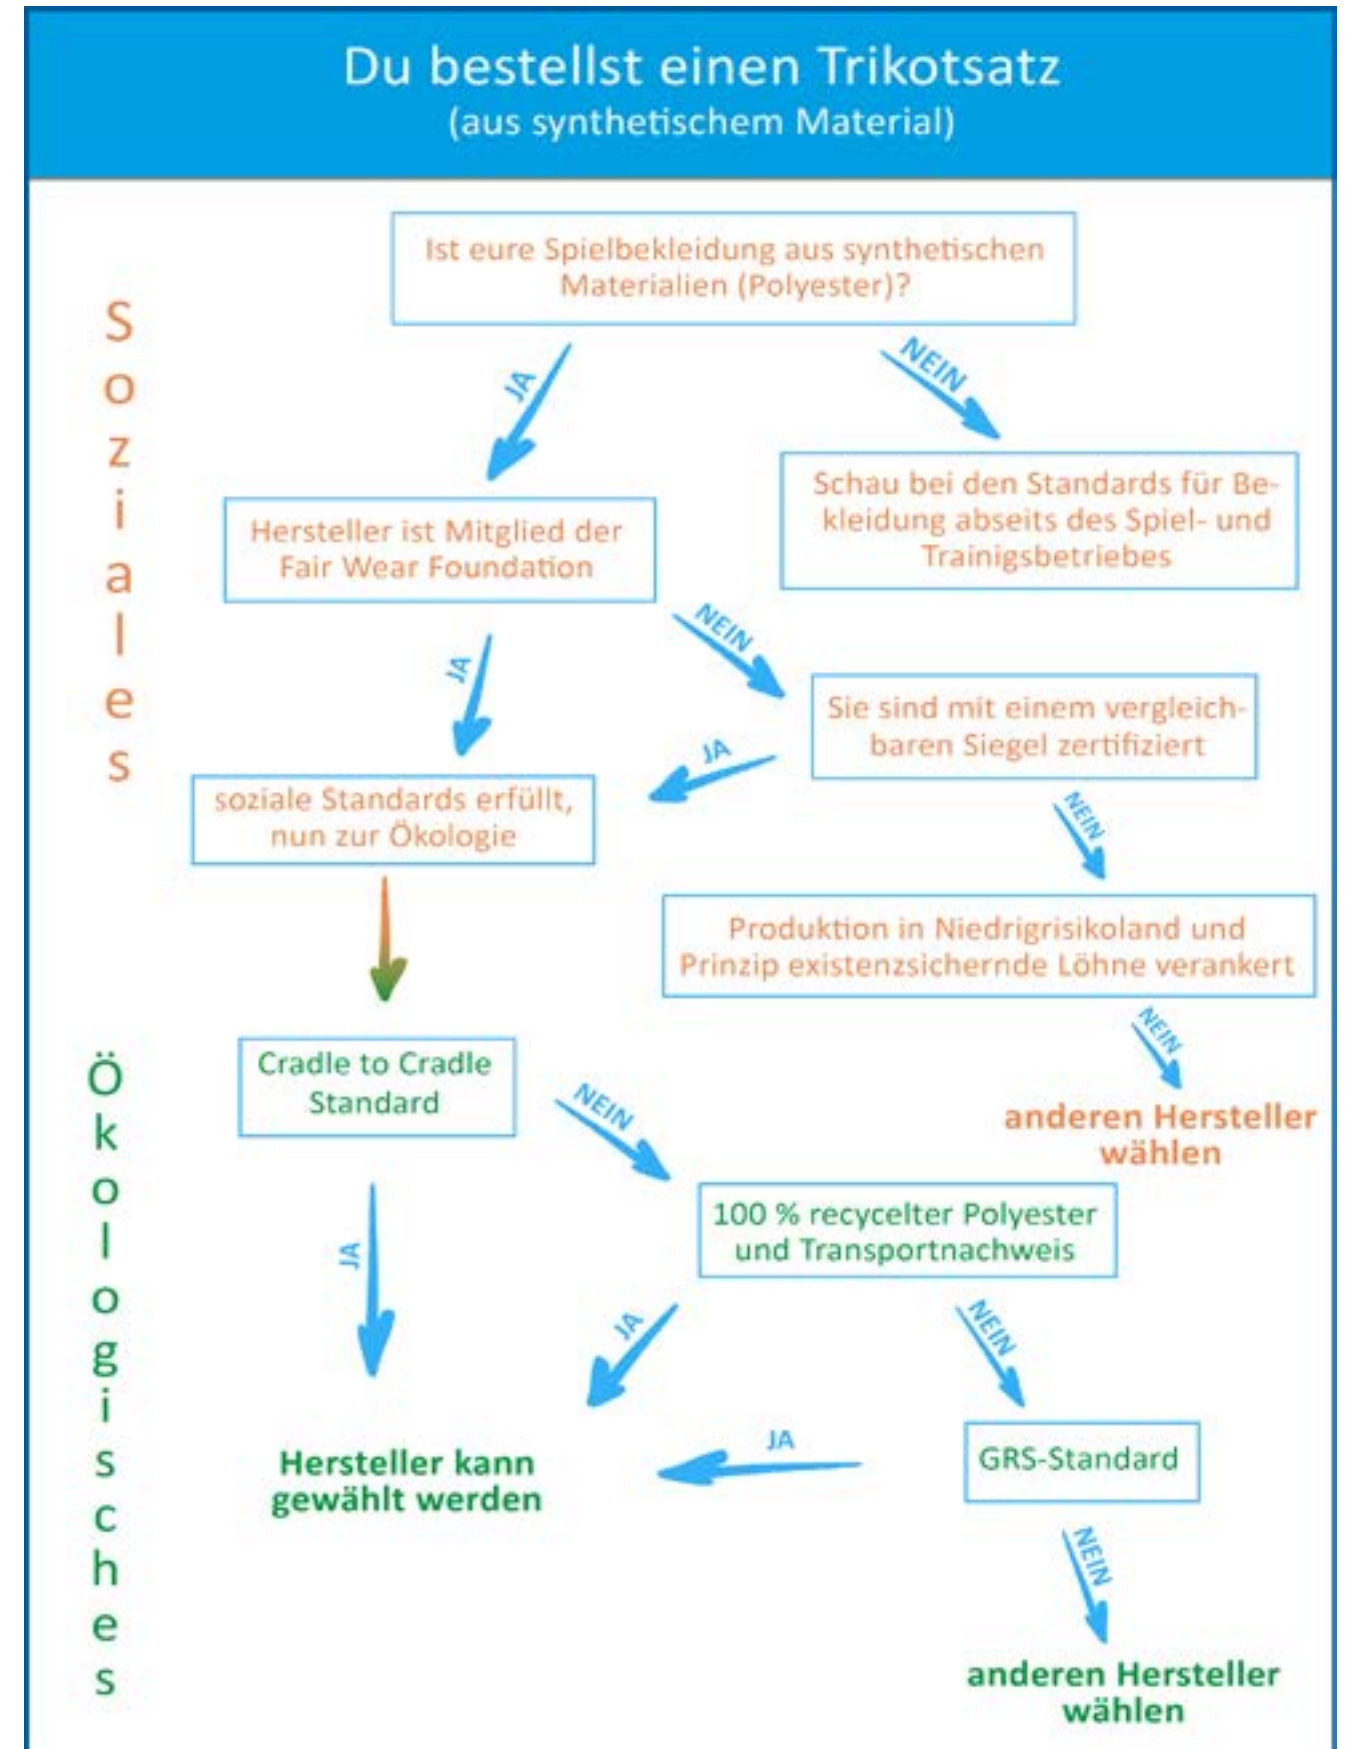 Du bestellst einen Trikotsatz
(aus synthetischem Material)
Ist eure Spielbekleidung aus synthetischen
Materialien (Polyester)?
JA
NEIN
Schau bei den Standards für Be-
kleidung abseits des Spiel- und
Trainigsbetriebes
Hersteller ist Mitglied der
Fair Wear Foundation
JA
NEIN
Sie sind mit einem vergleich-
baren Siegel zertifiziert
JA
NEIN
soziale Standards erfüllt,
nun zur Ökologie
Produktion in Niedrigrisikoland und
Prinzip existenzsichernde Löhne verankert
NEIN
anderen Hersteller
wählen
Soziales
Cradle to Cradle
Standard
JA
NEIN
100 % recycelter Polyester
und Transportnachweis
JA
NEIN
GRS-Standard
JA
NEIN
Hersteller kann
gewählt werden
anderen Hersteller
wählen
Ökologisches